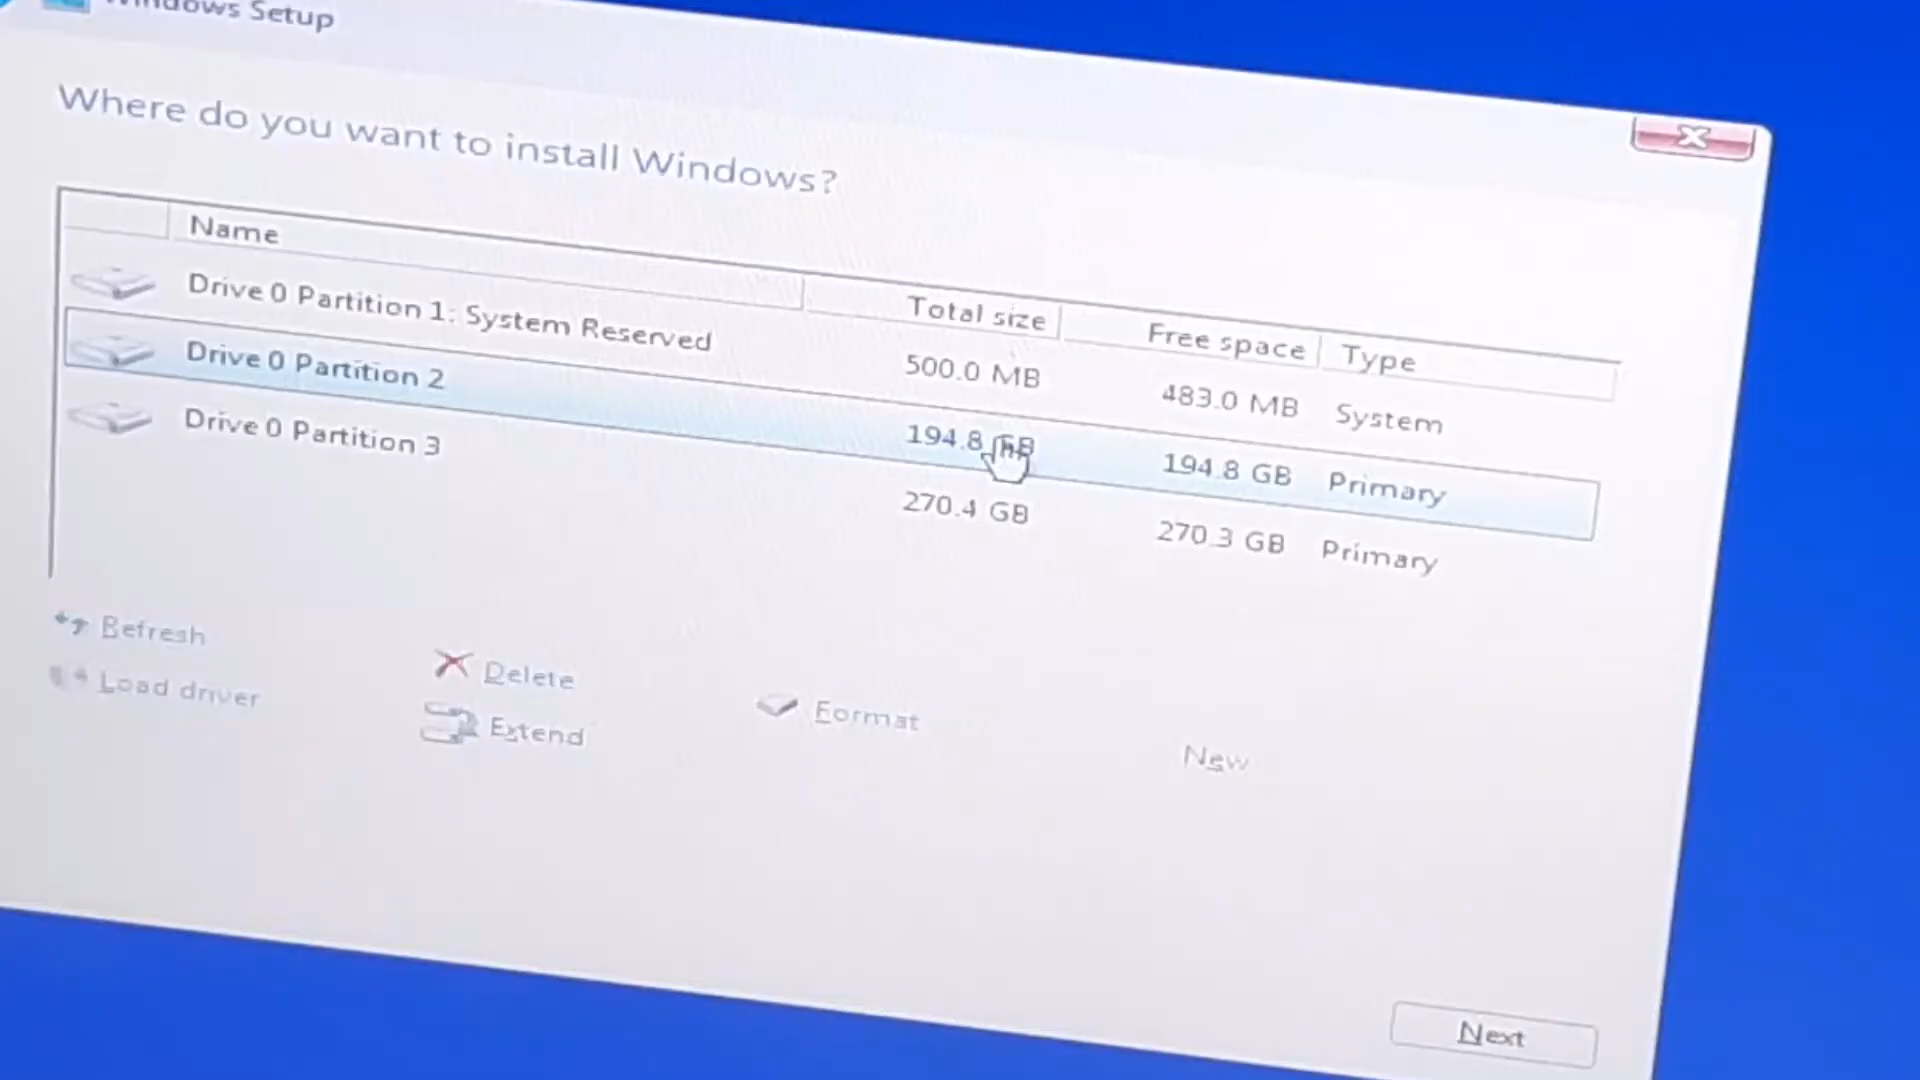 Windows Setup
Where do you want to install Windows?
Name Total size Free space Type
Drive 0 Partition 1: System Reserved 500.0 MB 483.0 MB System
Drive 0 Partition 2 194.8 GB 194.8 GB Primary
Drive 0 Partition 3 270.4 GB 270.3 GB Primary
Refresh Delete Format New
Load driver Extend
Next